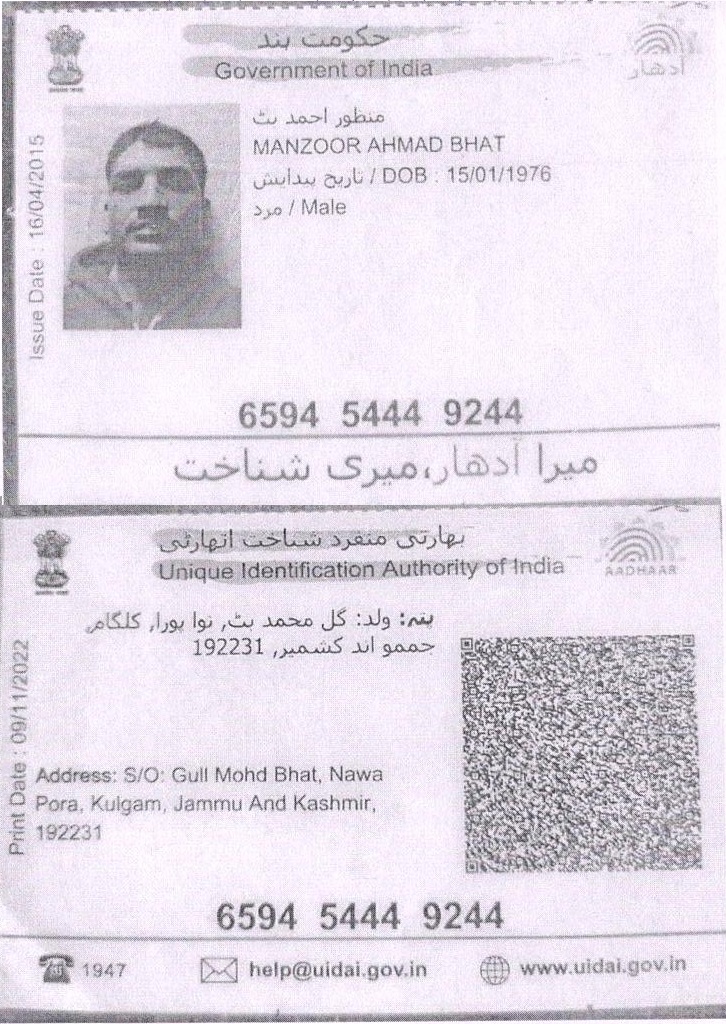 حکومت ہند
Government of India
آدھار
Issue Date : 16/04/2015
منظور احمد بٹ
MANZOOR AHMAD BHAT
تاریخ پیدایش / DOB : 15/01/1976
مرد / Male
6594 5444 9244
میرا آدھار،میری شناخت
بھارتی منفرد شناخت اتھارٹی
Unique Identification Authority of India
AADHAAR
Print Date : 09/11/2022
پتہ: ولد: گل محمد بٹ, نوا پورا, کلگام,
جممو اند کشمیر, 192231
Address: S/O: Gull Mohd Bhat, Nawa
Pora, Kulgam, Jammu And Kashmir,
192231
6594 5444 9244
1947 help@uidai.gov.in www.uidai.gov.in